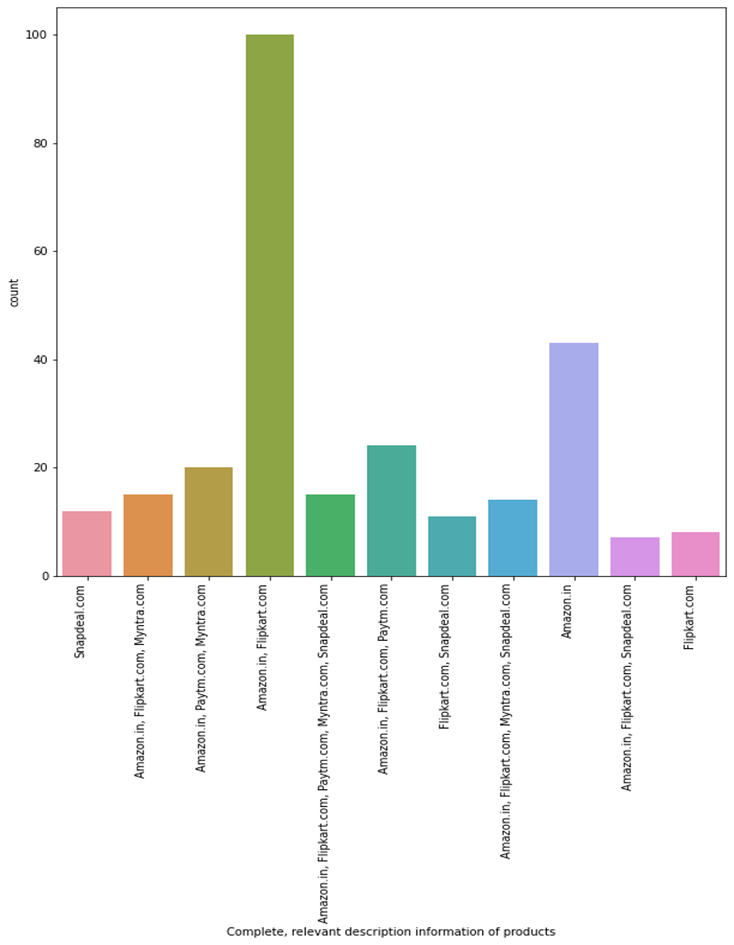 100
80
60
40
20
0
count
Snapdeal.com
Amazon.in, Flipkart.com, Myntra.com
Amazon.in, Paytm.com, Myntra.com
Amazon.in, Flipkart.com
Amazon.in, Flipkart.com, Paytm.com, Myntra.com, Snapdeal.com
Amazon.in, Flipkart.com, Paytm.com
Flipkart.com, Snapdeal.com
Amazon.in, Flipkart.com, Myntra.com, Snapdeal.com
Amazon.in
Amazon.in, Flipkart.com, Snapdeal.com
Flipkart.com
Complete, relevant description information of products